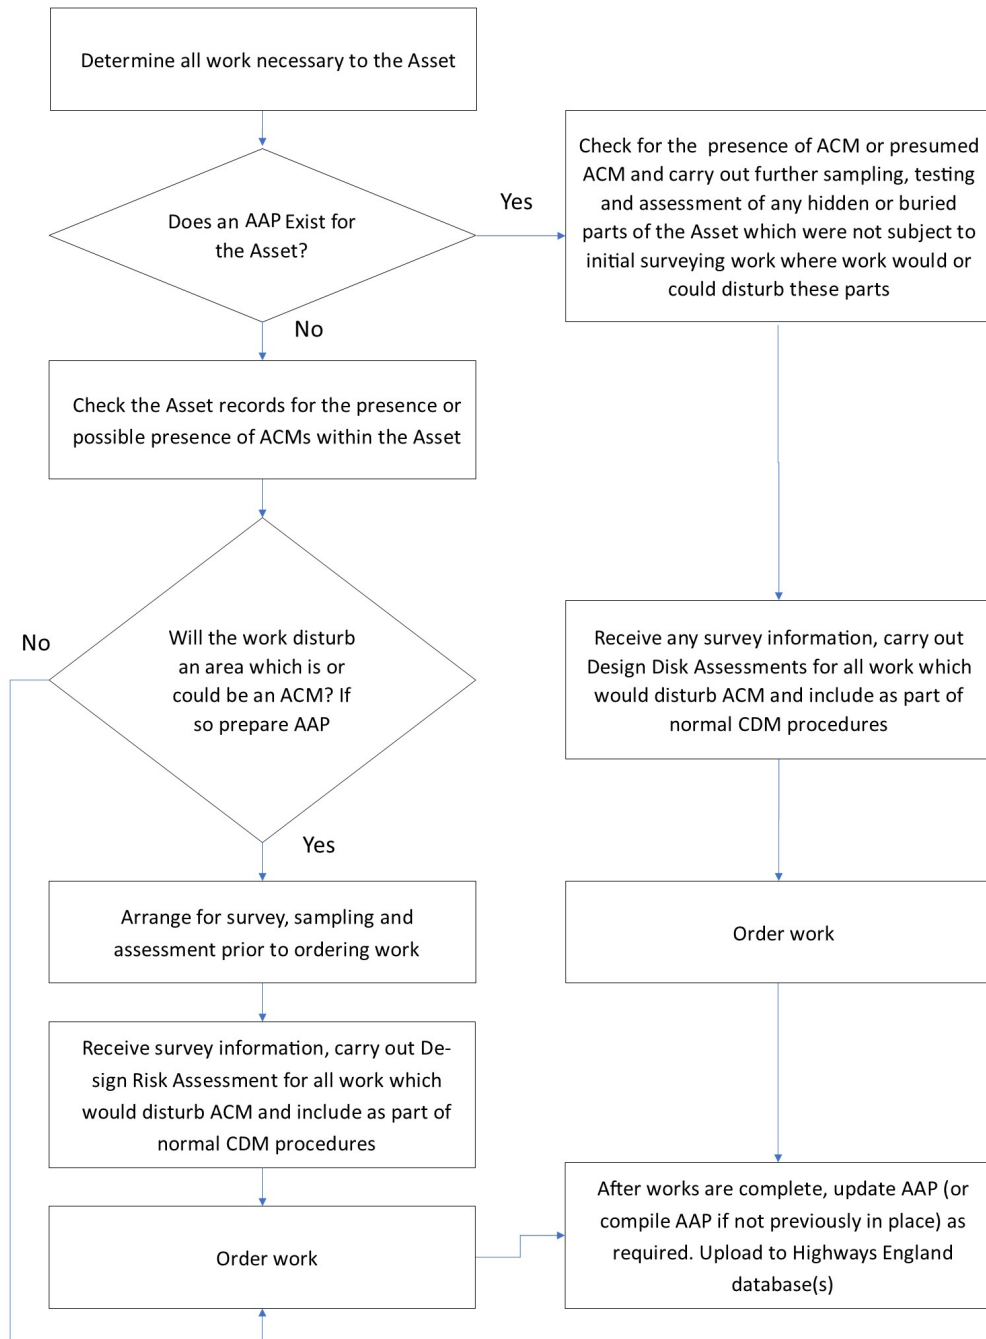 Determine all work necessary to the Asset
Does an AAP Exist for
the Asset?
Yes
Check for the presence of ACM or presumed
ACM and carry out further sampling, testing
and assessment of any hidden or buried
parts of the Asset which were not subject to
initial surveying work where work would or
could disturb these parts
No
Check the Asset records for the presence or
possible presence of ACMs within the Asset
No
Will the work disturb
an area which is or
could be an ACM? If
so prepare AAP
Receive any survey information, carry out
Design Disk Assessments for all work which
would disturb ACM and include as part of
normal CDM procedures
Yes
Arrange for survey, sampling and
assessment prior to ordering work
Order work
Receive survey information, carry out De-
sign Risk Assessment for all work which
would disturb ACM and include as part of
normal CDM procedures
Order work
After works are complete, update AAP (or
compile AAP if not previously in place) as
required. Upload to Highways England
database(s)